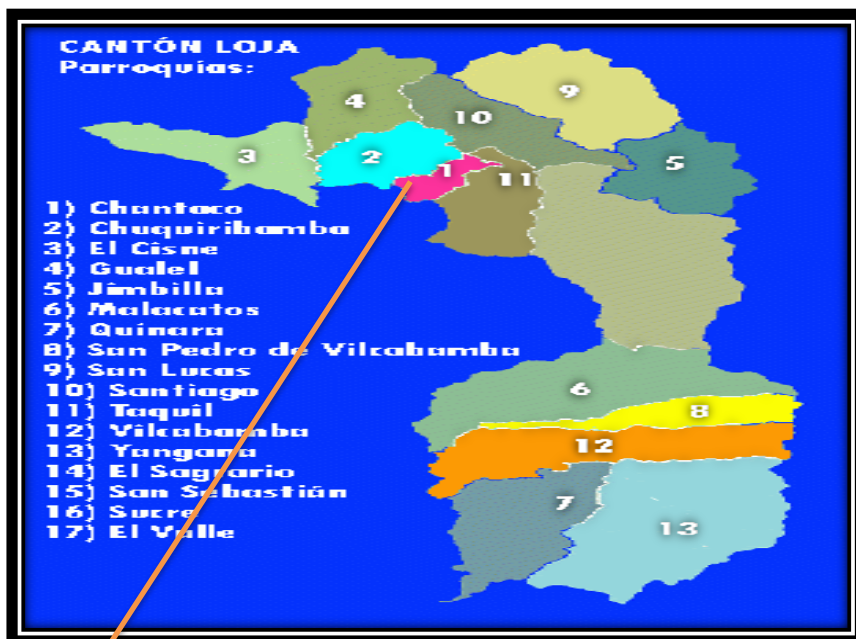 CANTÓN LOJA
Parroquias:
1) Chantaco
2) Chuquiribamba
3) El Cisne
4) Gualel
5) Jimbilla
6) Malacatos
7) Quinara
8) San Pedro de Vilcabamba
9) San Lucas
10) Santiago
11) Taquil
12) Vilcabamba
13) Yangana
14) El Sagrario
15) San Sebastián
16) Sucre
17) El Valle
9
4
10
3
2
1
11
5
6
8
12
7
13